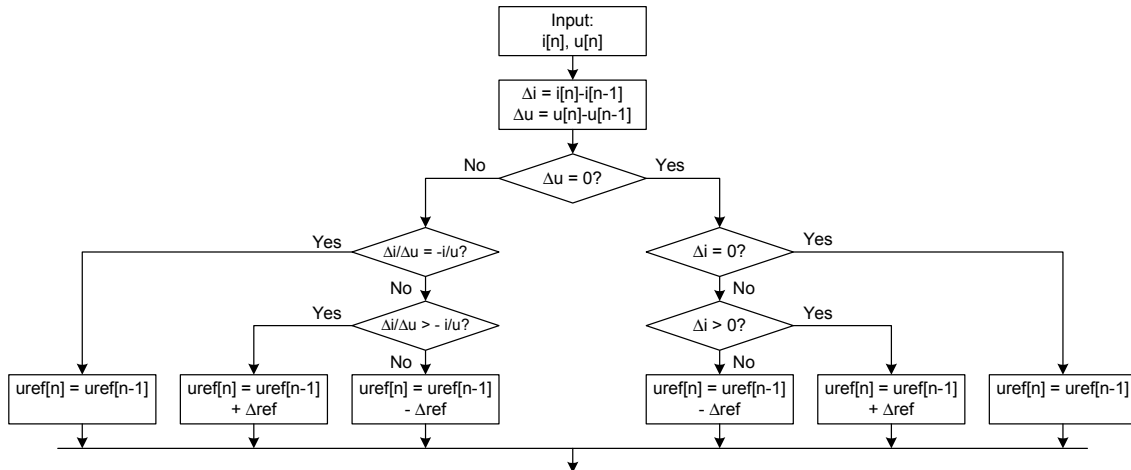 Input:
i[n], u[n]
Δi = i[n]-i[n-1]
Δu = u[n]-u[n-1]
No
Yes
Δu = 0?
Yes
Δi/Δu = -i/u?
Δi = 0?
Yes
No
No
Yes
Δi/Δu > - i/u?
Δi > 0?
Yes
No
No
uref[n] = uref[n-1]
uref[n] = uref[n-1]
+ Δref
uref[n] = uref[n-1]
- Δref
uref[n] = uref[n-1]
- Δref
uref[n] = uref[n-1]
+ Δref
uref[n] = uref[n-1]